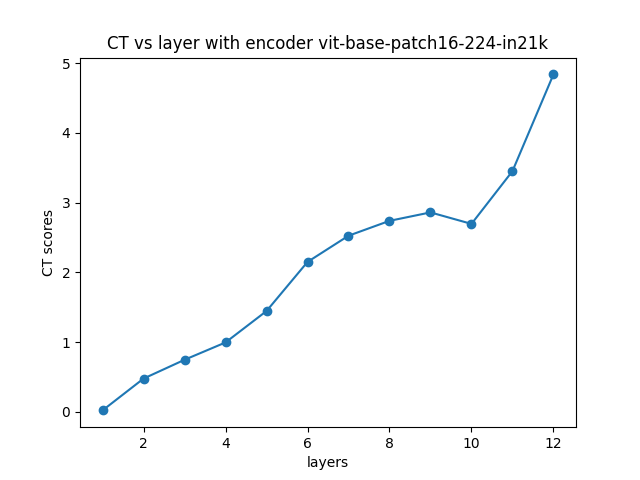 CT vs layer with encoder vit-base-patch16-224-in21k
5
4
3
2
1
0
CT scores
2 4 6 8 10 12
layers